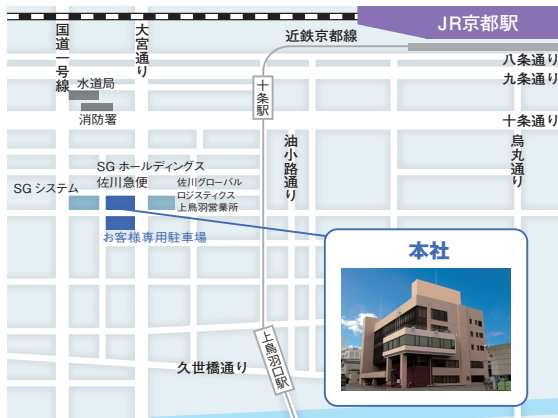 JR京都駅
近鉄京都線
国道一号線
大宮通り
八条通り
九条通り
水道局
消防署
十条駅
十条通り
油小路通り
烏丸通り
SGホールディングス
佐川急便
SGシステム
佐川グローバル
ロジスティクス
上鳥羽営業所
お客様専用駐車場
本社
上鳥羽口駅
久世橋通り